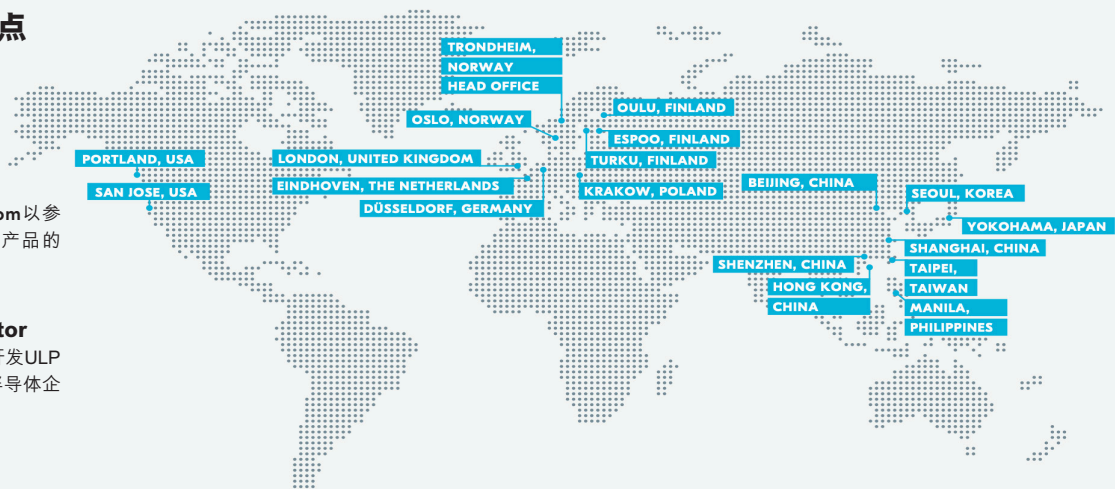 点
om以参
产品的
tor
开发ULP
半导体企
TRONDHEIM,
NORWAY
HEAD OFFICE
OSLO, NORWAY
OULU, FINLAND
ESPOO, FINLAND
TURKU, FINLAND
KRAKOW, POLAND
PORTLAND, USA
SAN JOSE, USA
LONDON, UNITED KINGDOM
EINDHOVEN, THE NETHERLANDS
DÜSSELDORF, GERMANY
BEIJING, CHINA
SEOUL, KOREA
YOKOHAMA, JAPAN
SHANGHAI, CHINA
SHENZHEN, CHINA
TAIPEI,
TAIWAN
HONG KONG,
CHINA
MANILA,
PHILIPPINES